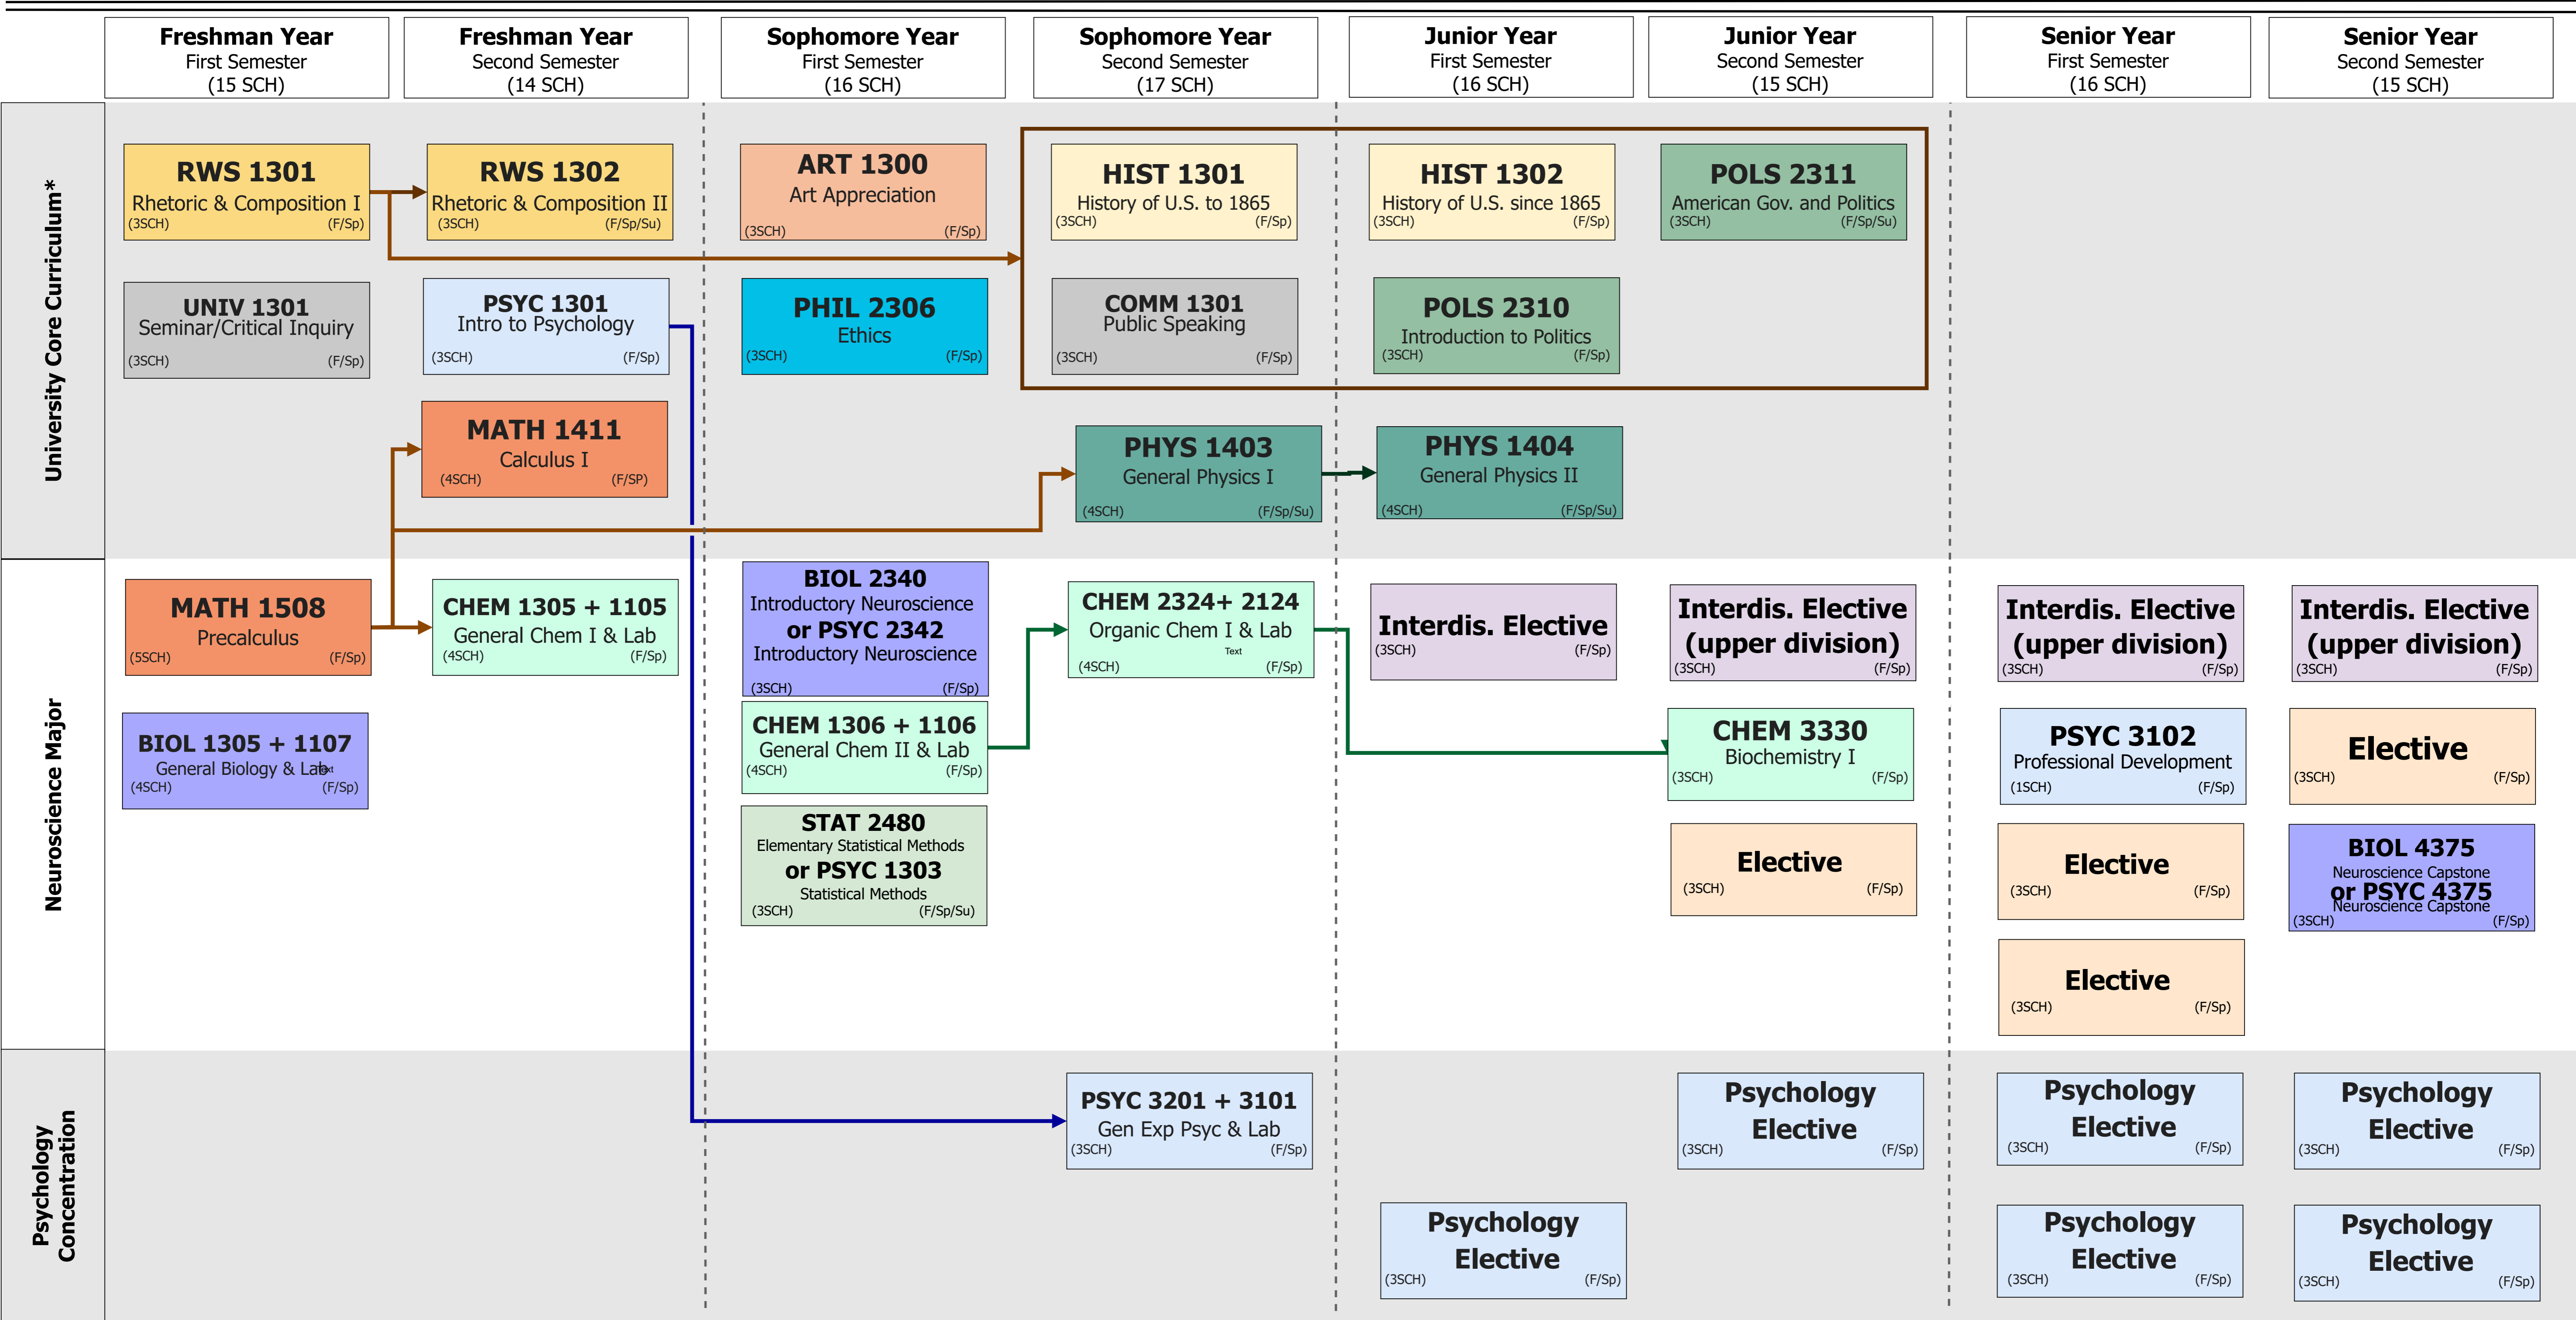 Freshman Year
First Semester
(15 SCH)
Freshman Year
Second Semester
(14 SCH)
Sophomore Year
First Semester
(16 SCH)
Sophomore Year
Second Semester
(17 SCH)
Junior Year
First Semester
(16 SCH)
Junior Year
Second Semester
(15 SCH)
Senior Year
First Semester
(16 SCH)
Senior Year
Second Semester
(15 SCH)
University Core Curriculum*
RWS 1301
Rhetoric & Composition I
(3SCH) (F/Sp)
RWS 1302
Rhetoric & Composition II
(3SCH) (F/Sp/Su)
ART 1300
Art Appreciation
(3SCH) (F/Sp)
HIST 1301
History of U.S. to 1865
(3SCH) (F/Sp)
HIST 1302
History of U.S. since 1865
(3SCH) (F/Sp)
POLS 2311
American Gov. and Politics
(3SCH) (F/Sp/Su)
UNIV 1301
Seminar/Critical Inquiry
(3SCH) (F/Sp)
PSYC 1301
Intro to Psychology
(3SCH) (F/Sp)
PHIL 2306
Ethics
(3SCH) (F/Sp)
COMM 1301
Public Speaking
(3SCH) (F/Sp)
POLS 2310
Introduction to Politics
(3SCH) (F/Sp)
MATH 1411
Calculus I
(4SCH) (F/SP)
PHYS 1403
General Physics I
(4SCH) (F/Sp/Su)
PHYS 1404
General Physics II
(4SCH) (F/Sp/Su)
Neuroscience Major
MATH 1508
Precalculus
(5SCH) (F/Sp)
CHEM 1305 + 1105
General Chem I & Lab
(4SCH) (F/Sp)
BIOL 2340
Introductory Neuroscience
or PSYC 2342
Introductory Neuroscience
(3SCH) (F/Sp)
CHEM 2324+ 2124
Organic Chem I & Lab
Text
(4SCH) (F/Sp)
Interdis. Elective
(3SCH) (F/Sp)
Interdis. Elective
(upper division)
(3SCH) (F/Sp)
Interdis. Elective
(upper division)
(3SCH) (F/Sp)
Interdis. Elective
(upper division)
(3SCH) (F/Sp)
BIOL 1305 + 1107
General Biology & Lab
Text
(4SCH) (F/Sp)
CHEM 1306 + 1106
General Chem II & Lab
(4SCH) (F/Sp)
CHEM 3330
Biochemistry I
(3SCH) (F/Sp)
PSYC 3102
Professional Development
(1SCH) (F/Sp)
Elective
(3SCH) (F/Sp)
STAT 2480
Elementary Statistical Methods
or PSYC 1303
Statistical Methods
(3SCH) (F/Sp/Su)
Elective
(3SCH) (F/Sp)
Elective
(3SCH) (F/Sp)
BIOL 4375
Neuroscience Capstone
or PSYC 4375
Neuroscience Capstone
(3SCH) (F/Sp)
Elective
(3SCH) (F/Sp)
Psychology
Concentration
PSYC 3201 + 3101
Gen Exp Psyc & Lab
(3SCH) (F/Sp)
Psychology
Elective
(3SCH) (F/Sp)
Psychology
Elective
(3SCH) (F/Sp)
Psychology
Elective
(3SCH) (F/Sp)
Psychology
Elective
(3SCH) (F/Sp)
Psychology
Elective
(3SCH) (F/Sp)
Psychology
Elective
(3SCH) (F/Sp)